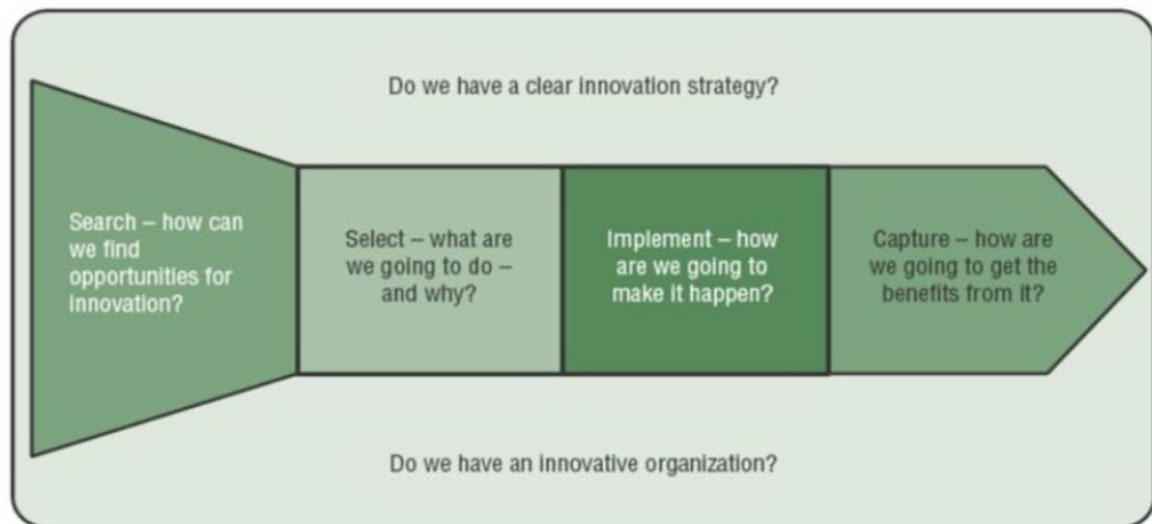 Do we have a clear innovation strategy?
Search – how can
we find
opportunities for
innovation?
Select – what are
we going to do –
and why?
Implement – how
are we going to
make it happen?
Capture – how are
we going to get the
benefits from it?
Do we have an innovative organization?